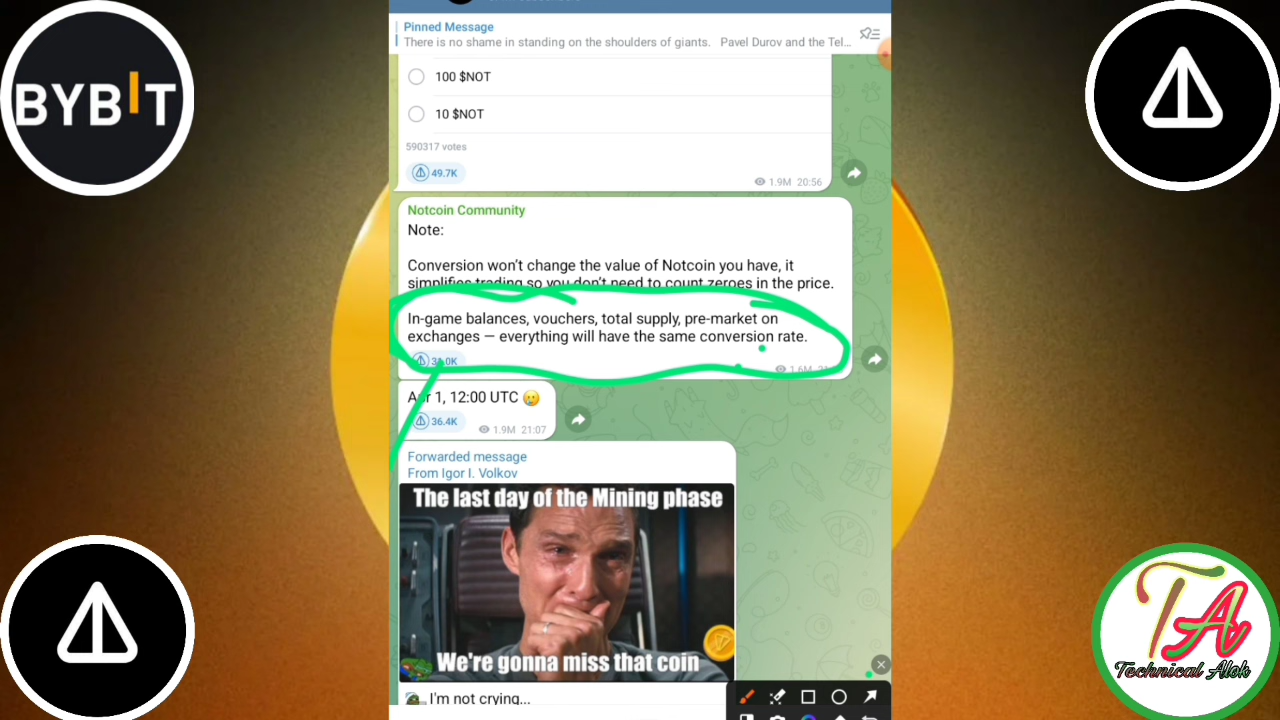 BYBIT
Pinned Message
There is no shame in standing on the shoulders of giants. Pavel Durov and the Tel...
100 $NOT
10 $NOT
590317 votes
49.7K
1.9M 20:56
Notcoin Community
Note:
Conversion won't change the value of Notcoin you have, it
simplifies trading so you don't need to count zeroes in the price.
In-game balances, vouchers, total supply, pre-market on
exchanges — everything will have the same conversion rate.
1.6M
Apr 1, 12:00 UTC 🥲
36.4K
1.9M 21:07
Forwarded message
From Igor I. Volkov
The last day of the Mining phase
We're gonna miss that coin
I'm not crying...
TA
Technical Alok